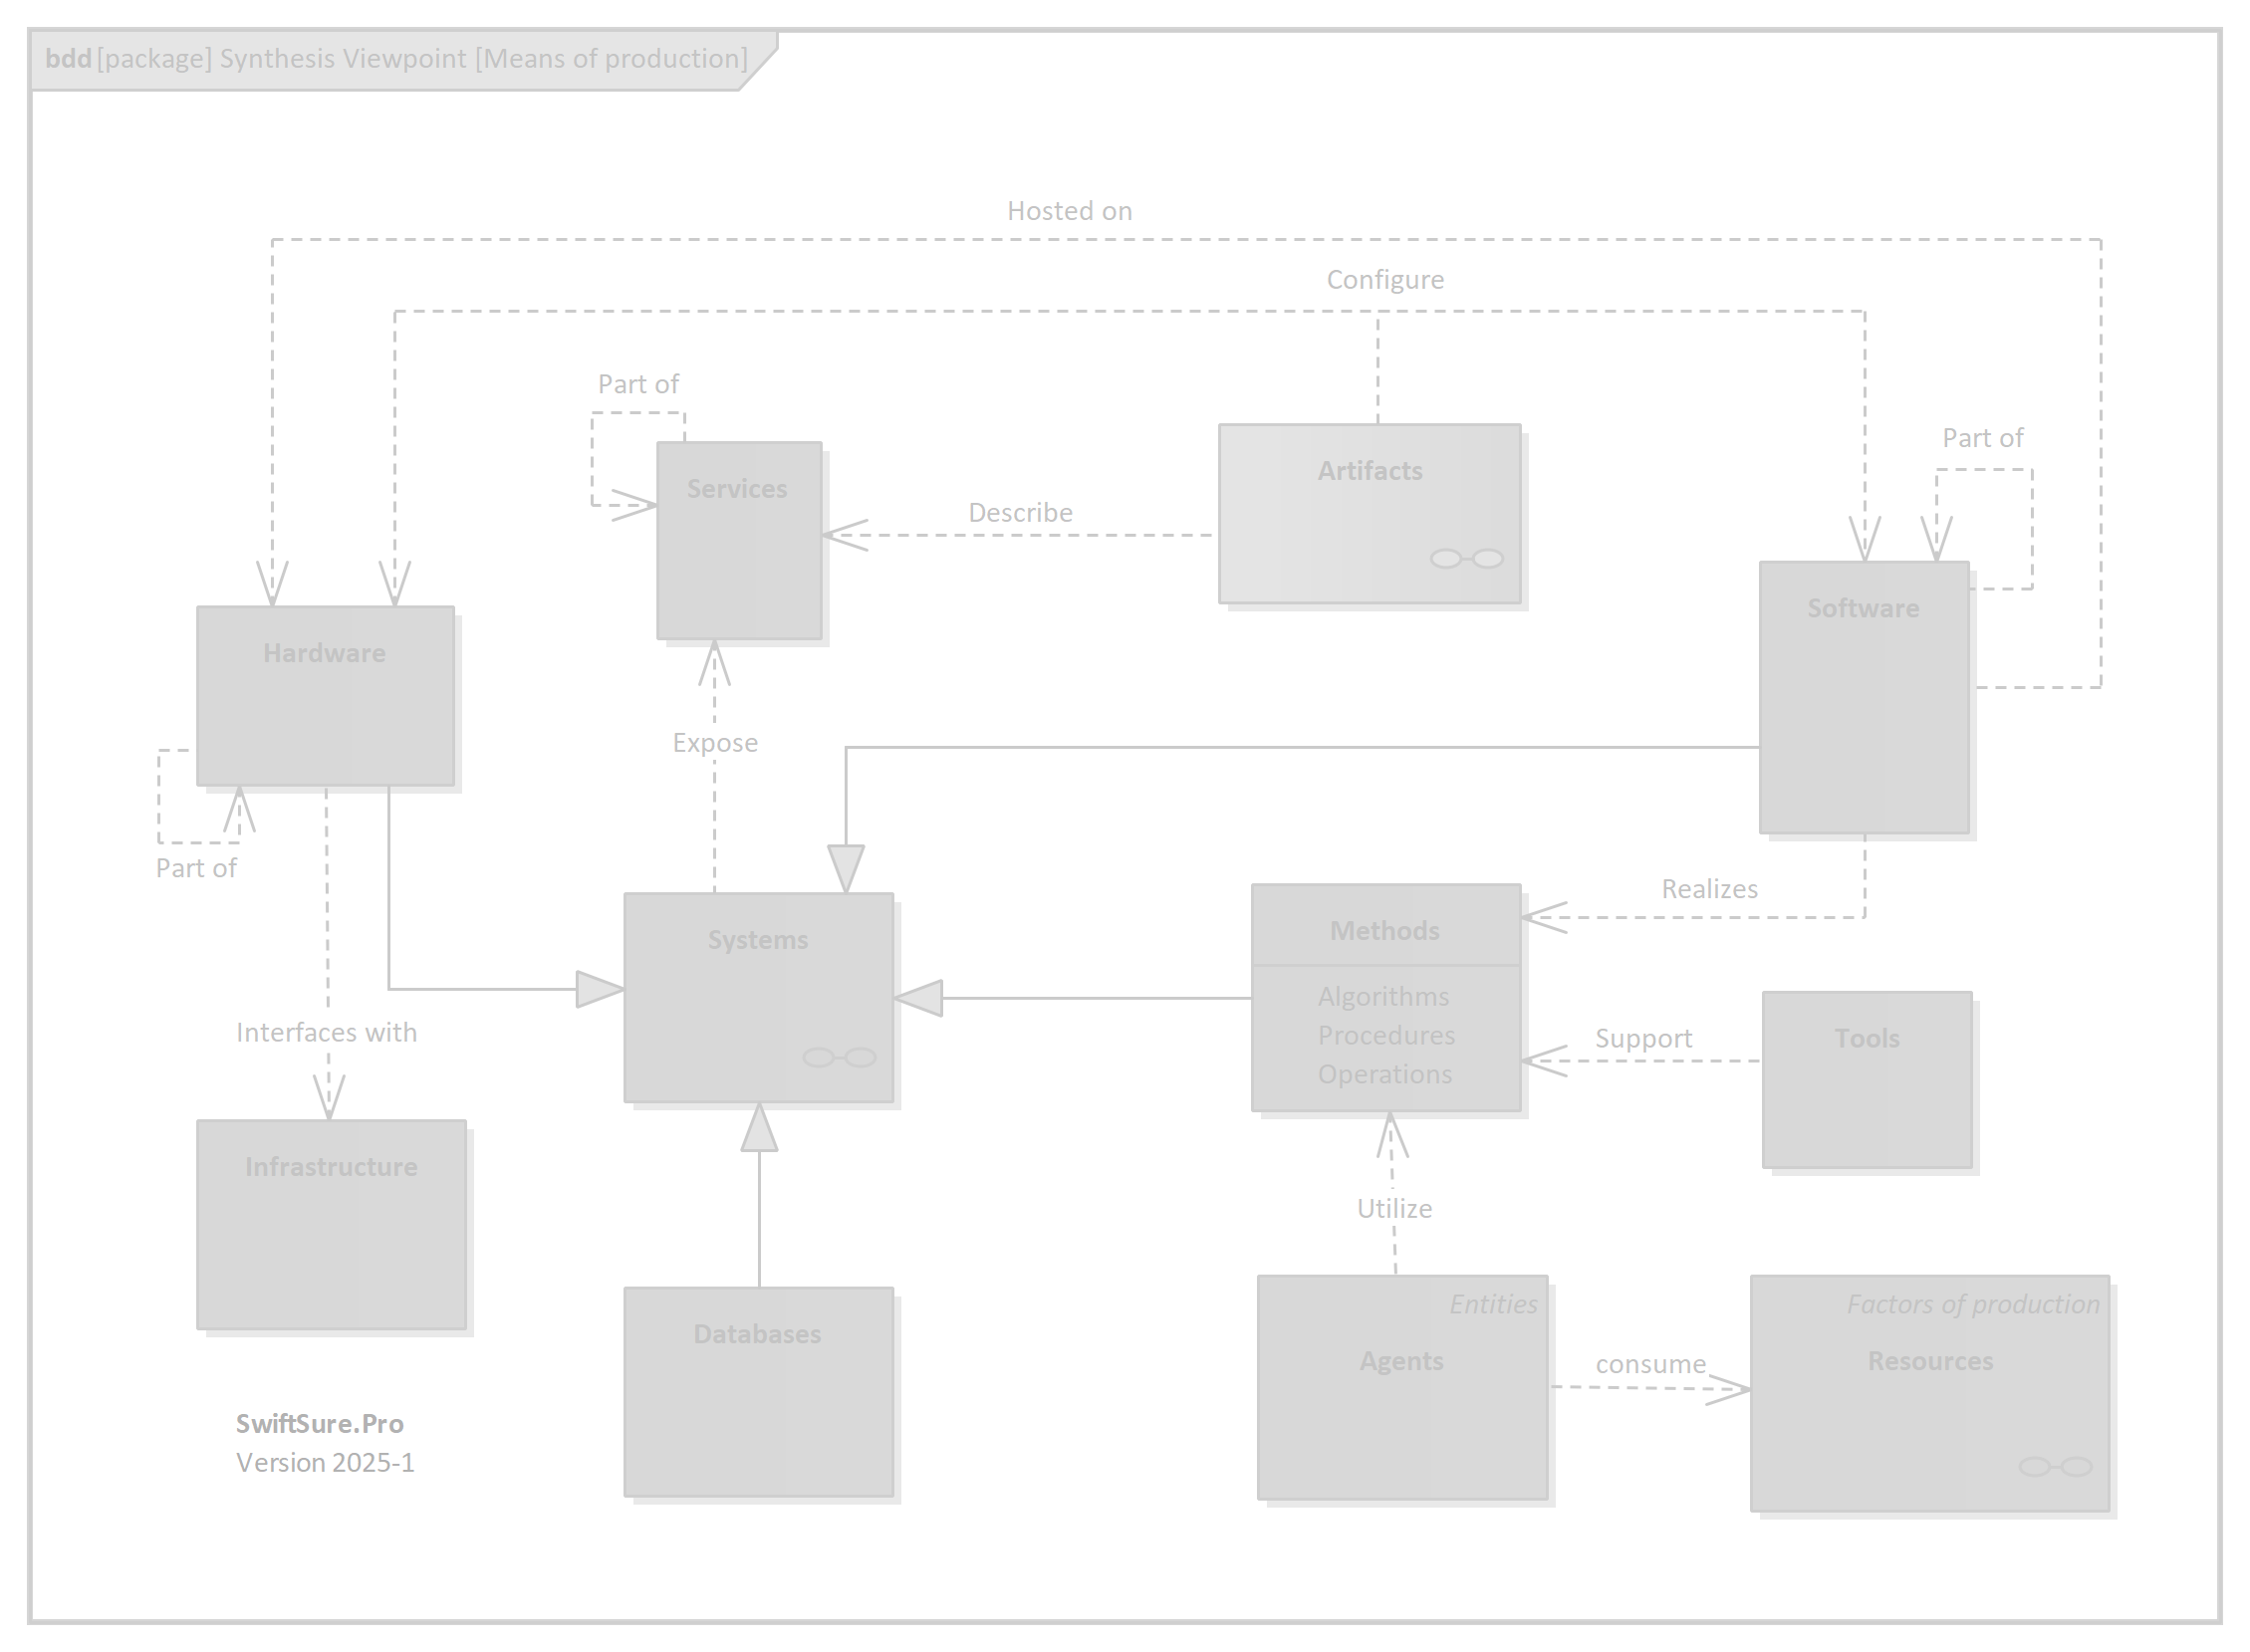 bdd [package] Synthesis Viewpoint [Means of production]
Hosted on
Configure
Part of
Services
Describe
Artifacts
Part of
Software
Hardware
Part of
Expose
Interfaces with
Systems
Methods
Algorithms
Procedures
Operations
Realizes
Support
Tools
Infrastructure
Utilize
Databases
Entities
Agents
consume
Factors of production
Resources
SwiftSure.Pro
Version 2025-1